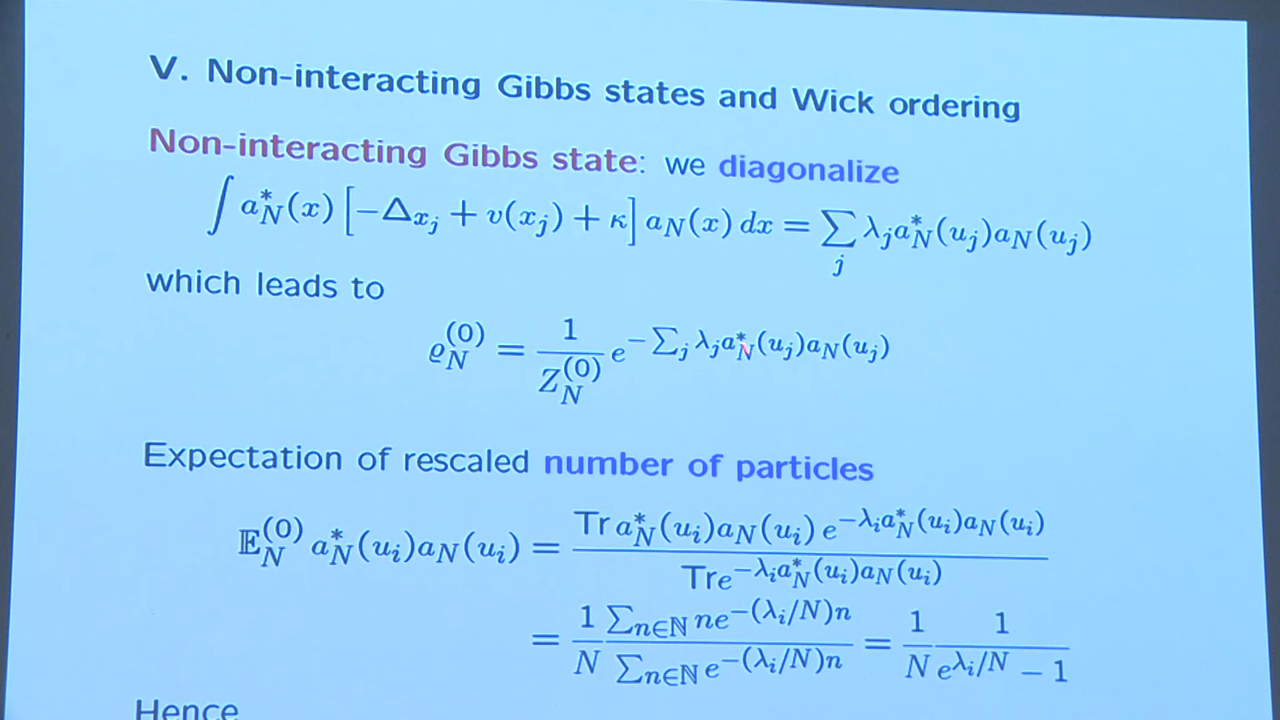 V. Non-interacting Gibbs states and Wick ordering
Non-interacting Gibbs state: we diagonalize
∫ a*_N(x) [−Δ_{x_j} + v(x_j) + κ] a_N(x) dx = ∑_j λ_j a*_N(u_j) a_N(u_j)
which leads to
ϱ_N^{(0)} = 1/Z_N^{(0)} e^{−∑_j λ_j a*_N(u_j) a_N(u_j)}
Expectation of rescaled number of particles
𝔼_N^{(0)} a*_N(u_i) a_N(u_i) = Tr a*_N(u_i) a_N(u_i) e^{−λ_i a*_N(u_i) a_N(u_i)} / Tr e^{−λ_i a*_N(u_i) a_N(u_i)}
= 1/N ∑_{n∈ℕ} n e^{−(λ_i/N)n} / ∑_{n∈ℕ} e^{−(λ_i/N)n} = 1/N 1/(e^{λ_i/N} − 1)
Hence